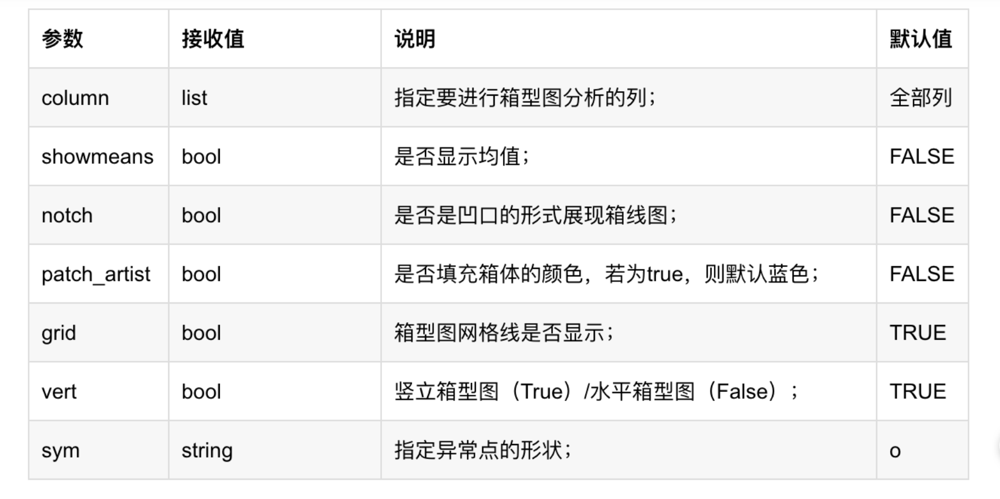 参数 接收值 说明 默认值
column list 指定要进行箱型图分析的列； 全部列
showmeans bool 是否显示均值； FALSE
notch bool 是否是凹口的形式展现箱线图； FALSE
patch_artist bool 是否填充箱体的颜色，若为true，则默认蓝色； FALSE
grid bool 箱型图网格线是否显示； TRUE
vert bool 竖立箱型图（True）/水平箱型图（False）； TRUE
sym string 指定异常点的形状； o